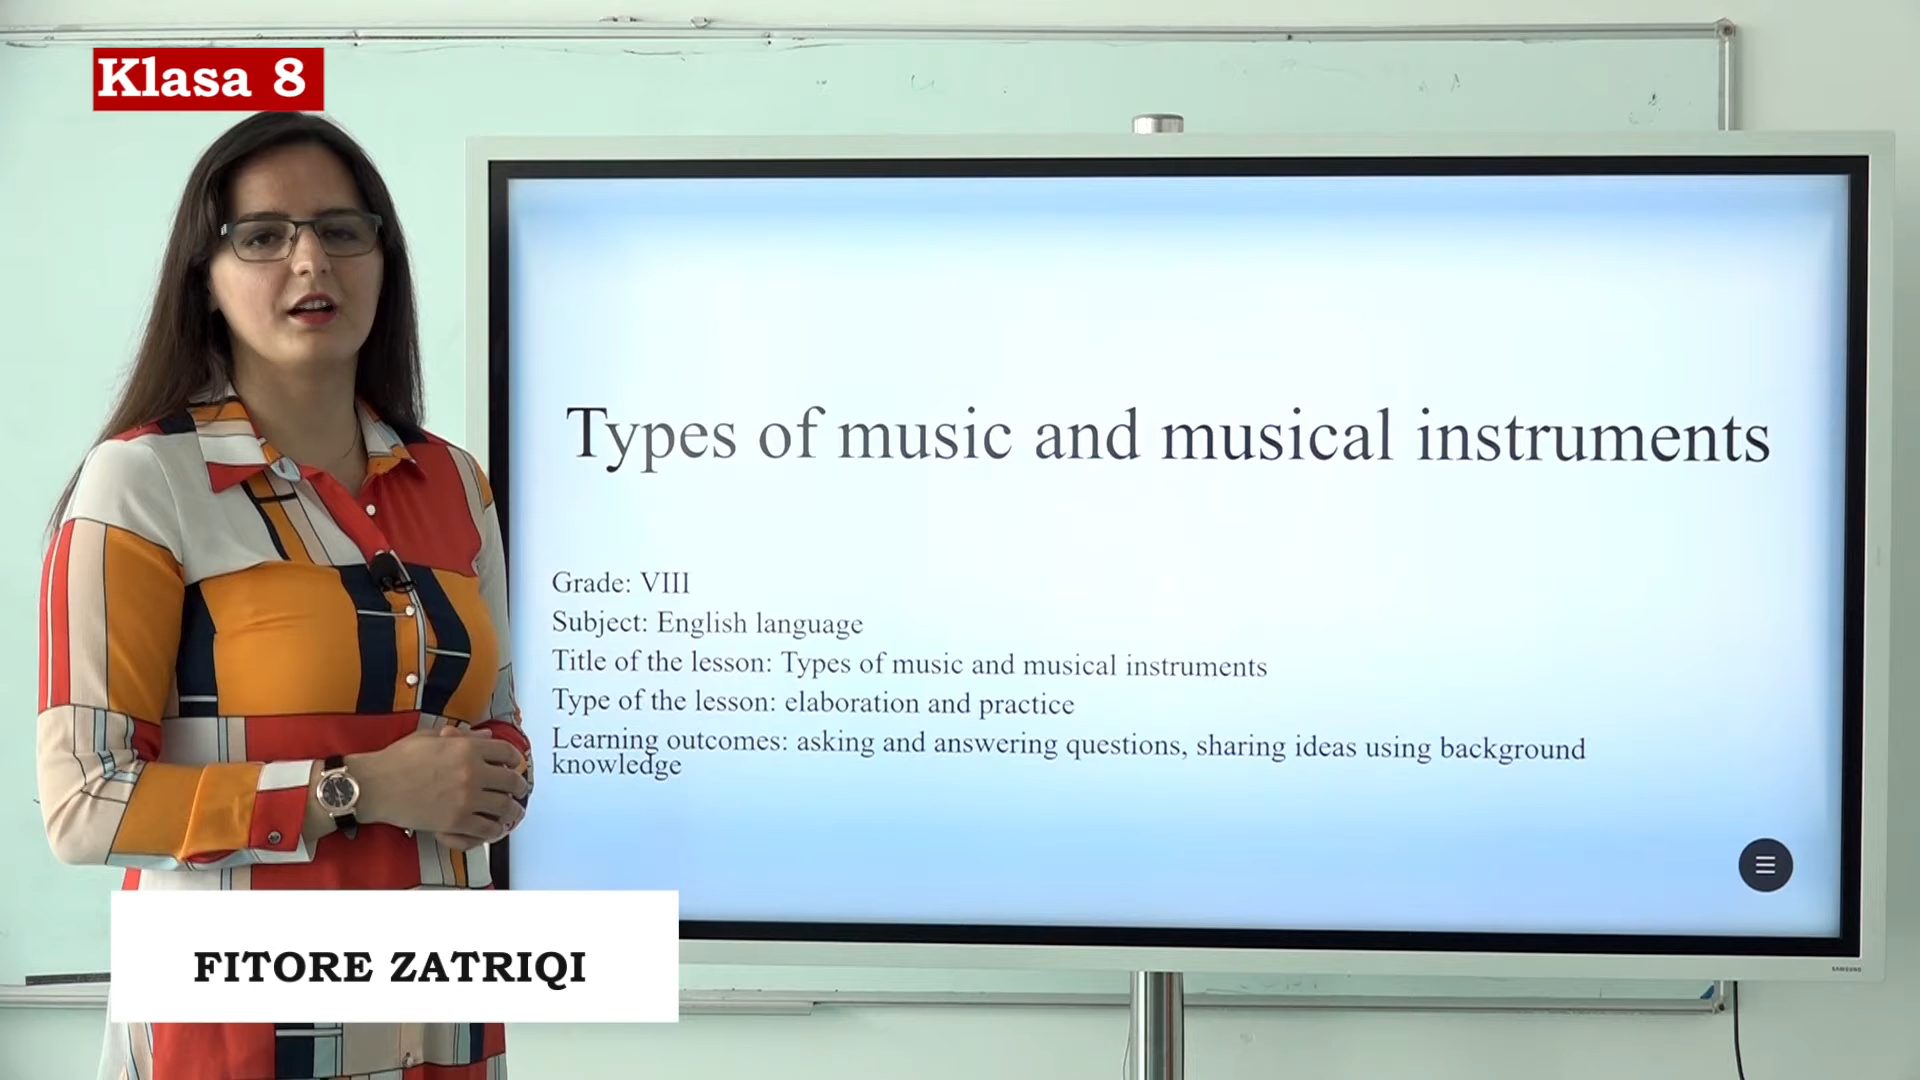 Klasa 8
Types of music and musical instruments
Grade: VIII
Subject: English language
Title of the lesson: Types of music and musical instruments
Type of the lesson: elaboration and practice
Learning outcomes: asking and answering questions, sharing ideas using background
knowledge
SAMSUNG
FITORE ZATRIQI